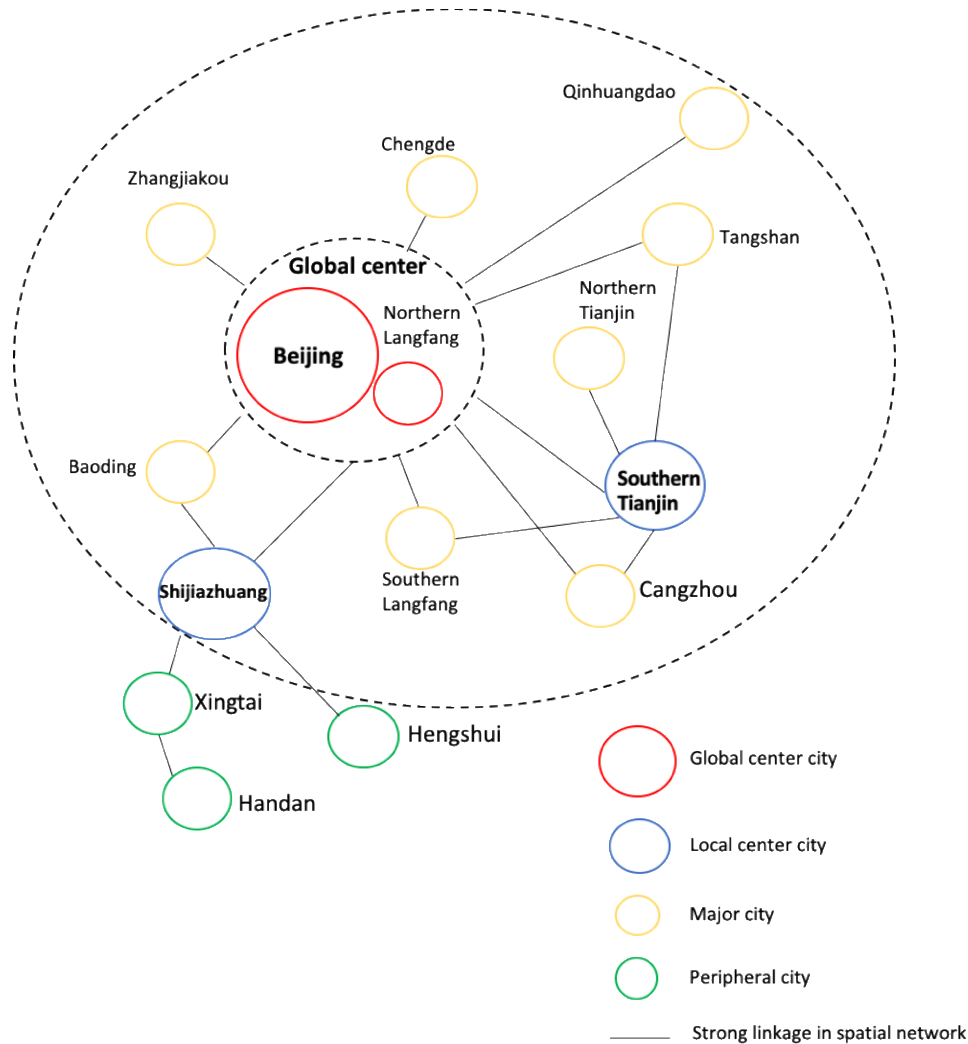 Qinhuangdao
Chengde
Zhangjiakou
Tangshan
Global center
Northern
Tianjin
Northern
Langfang
Beijing
Baoding
Southern
Tianjin
Shijiazhuang
Southern
Langfang
Cangzhou
Xingtai
Hengshui
Handan
Global center city
Local center city
Major city
Peripheral city
Strong linkage in spatial network